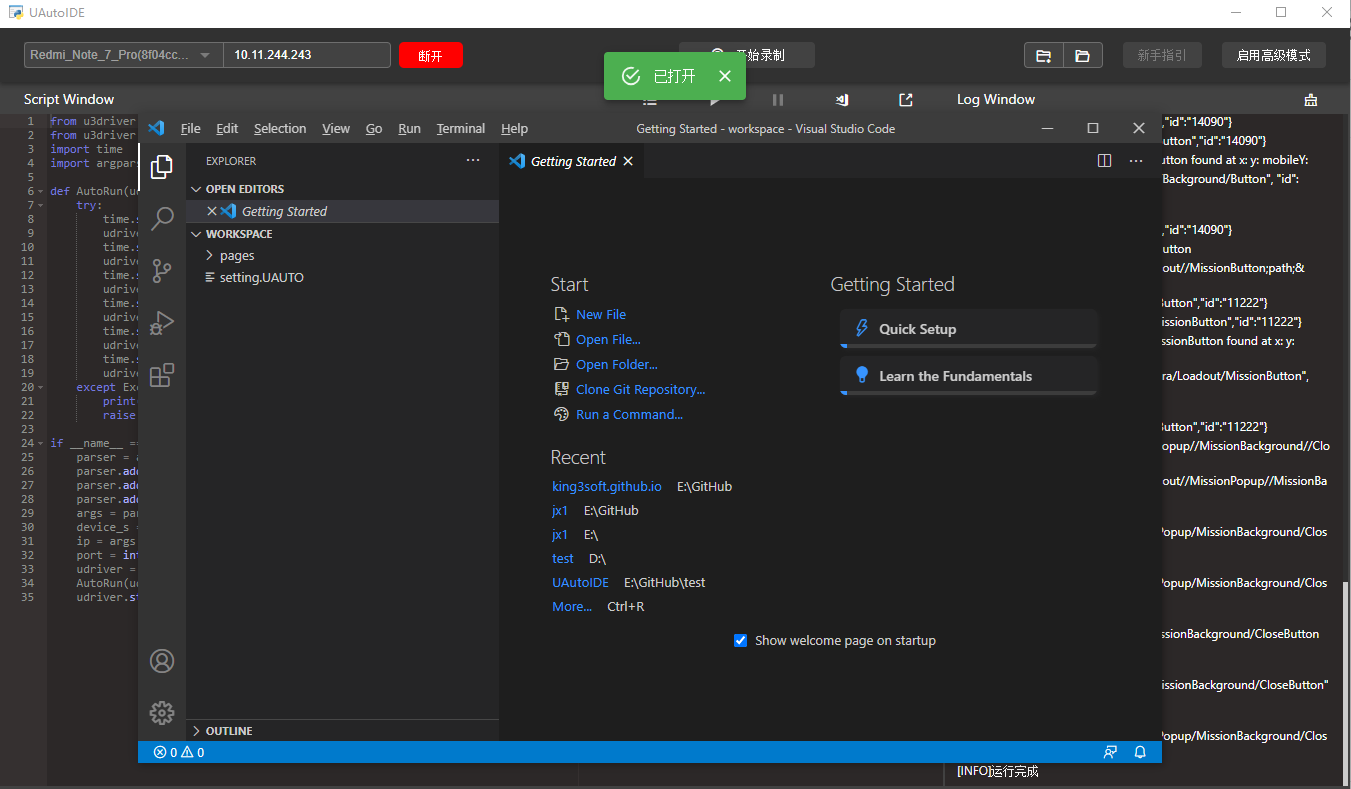 UAutoIDE
Redmi_Note_7_Pro(8f04cc...
10.11.244.243
断开
始录制
新手指引
启用高级模式
已打开
Script Window
Log Window
1 from u3driver
2 from u3driver
3 import time
4 import argpars
5
6 def AutoRun(u
7 try:
8 time.s
9 udrive
10 time.s
11 udrive
12 time.s
13 udrive
14 time.s
15 udrive
16 time.s
17 udrive
18 time.s
19 udrive
20 except Exc
21 print
22 raise
23
24 if __name__ ==
25 parser = a
26 parser.add
27 parser.add
28 parser.add
29 args = par
30 device_s =
31 ip = args
32 port = int
33 udriver =
34 AutoRun(ud
35 udriver.st
File Edit Selection View Go Run Terminal Help
Getting Started - workspace - Visual Studio Code
EXPLORER
OPEN EDITORS
Getting Started
WORKSPACE
pages
setting.UAUTO
OUTLINE
Getting Started
Start
New File
Open File...
Open Folder...
Clone Git Repository...
Run a Command...
Recent
king3soft.github.io E:\GitHub
jx1 E:\GitHub
jx1 E:\
test D:\
UAutoIDE E:\GitHub\test
More... Ctrl+R
Getting Started
Quick Setup
Learn the Fundamentals
Show welcome page on startup
0 0
,"id":"14090"}
utton","id":"14090"}
utton found at x: y: mobileY:
Background/Button", "id":
,"id":"14090"}
utton
out//MissionButton;path;&
Button","id":"11222"}
issionButton","id":"11222"}
ssionButton found at x: y:
ra/Loadout/MissionButton",
Button","id":"11222"}
opup//MissionBackground//Clo
out//MissionPopup//MissionBa
Popup/MissionBackground/Clos
Popup/MissionBackground/Clos
ssionBackground/CloseButton
issionBackground/CloseButton"
Popup/MissionBackground/Clos
[INFO]运行完成